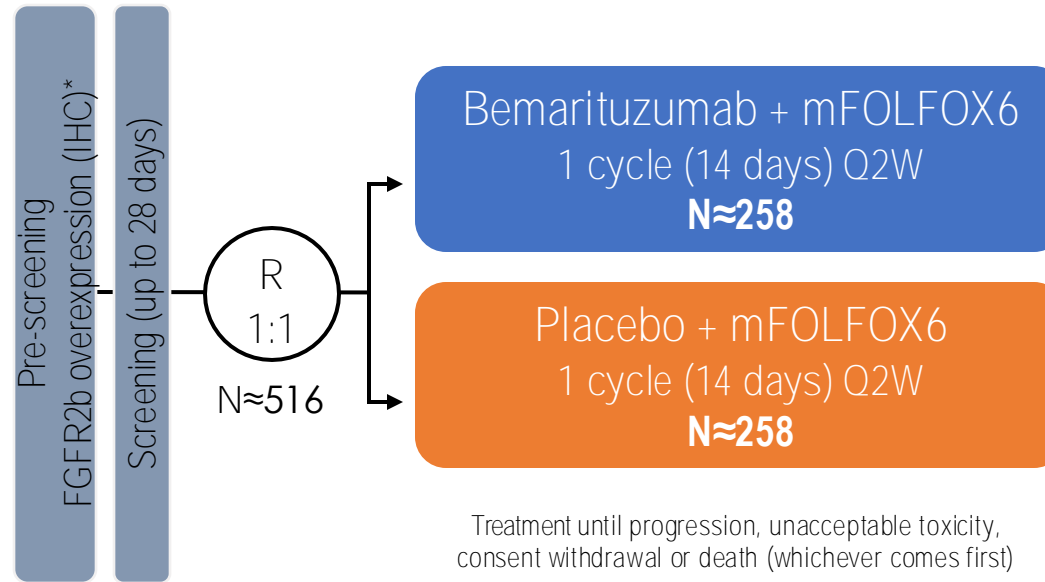 Pre-screening
FGFR2b overexpression (IHC)*
Screening (up to 28 days)
R
1:1
N≈516
Bemarituzumab + mFOLFOX6
1 cycle (14 days) Q2W
N≈258
Placebo + mFOLFOX6
1 cycle (14 days) Q2W
N≈258
Treatment until progression, unacceptable toxicity,
consent withdrawal or death (whichever comes first)